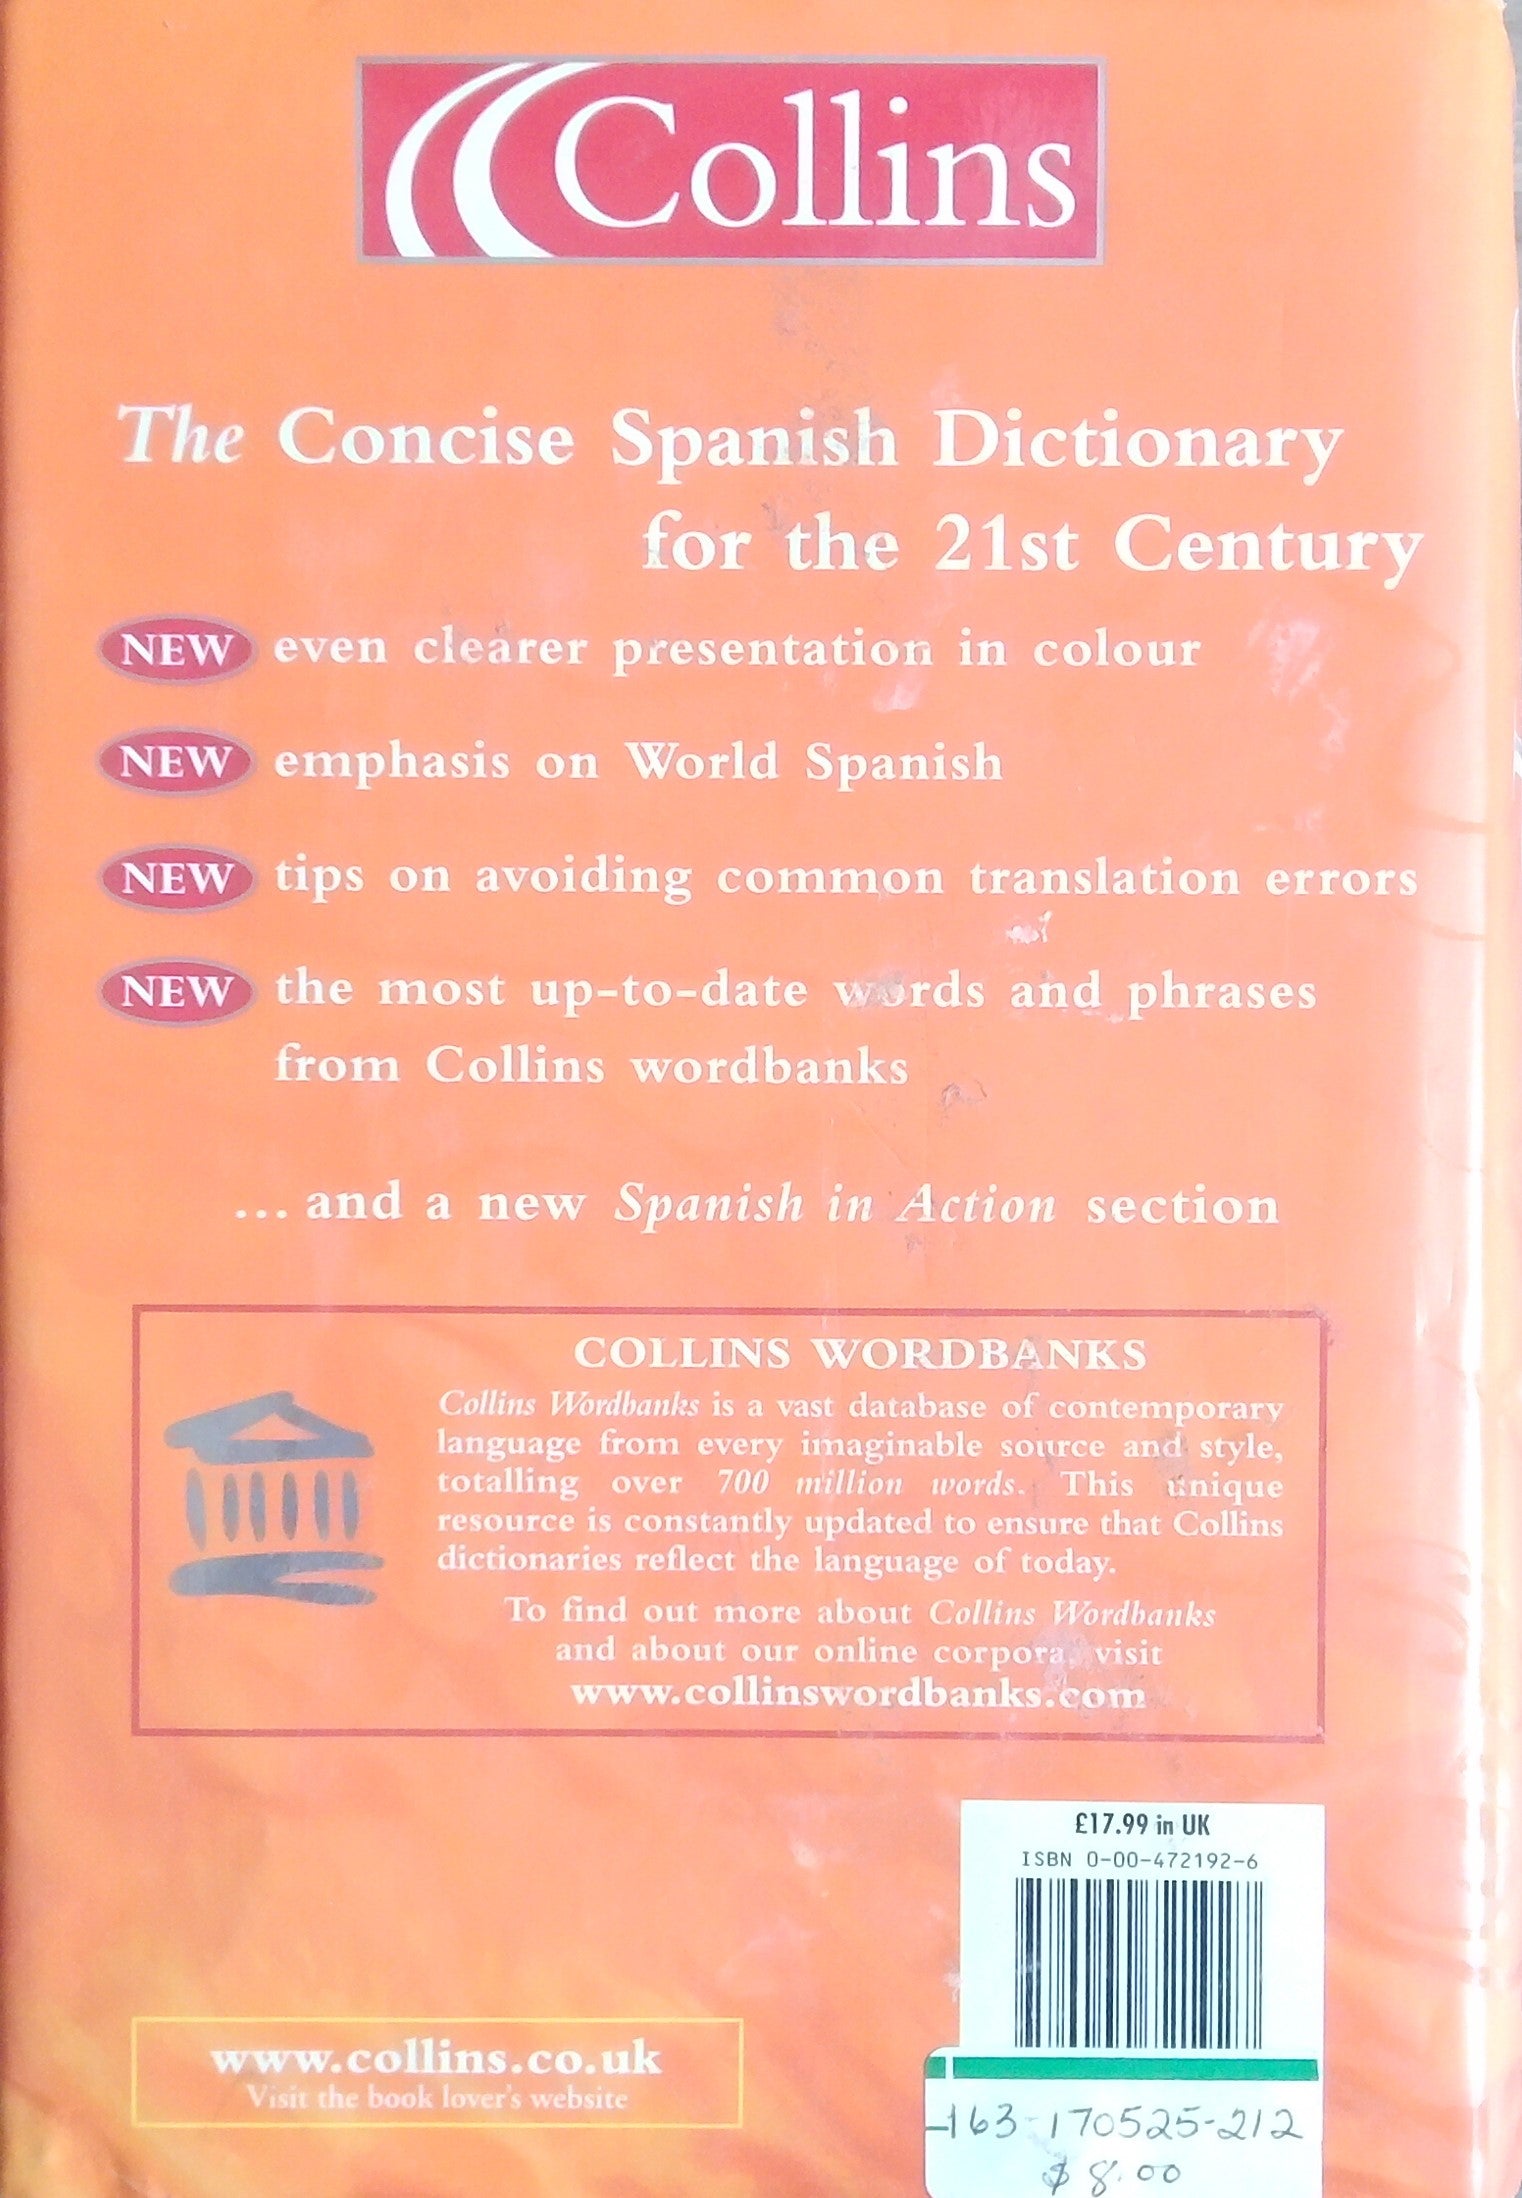 Collins
The Concise Spanish Dictionary
for the 21st Century
NEW even clearer presentation in colour
NEW emphasis on World Spanish
NEW tips on avoiding common translation errors
NEW the most up-to-date words and phrases
from Collins wordbanks
... and a new Spanish in Action section
COLLINS WORDBANKS
Collins Wordbanks is a vast database of contemporary
language from every imaginable source and style,
totalling over 700 million words. This unique
resource is constantly updated to ensure that Collins
dictionaries reflect the language of today.
To find out more about Collins Wordbanks
and about our online corpora, visit
www.collinswordbanks.com
£17.99 in UK
ISBN 0-00-472192-6
www.collins.co.uk
Visit the book lover's website
163-170525-212
$8.00